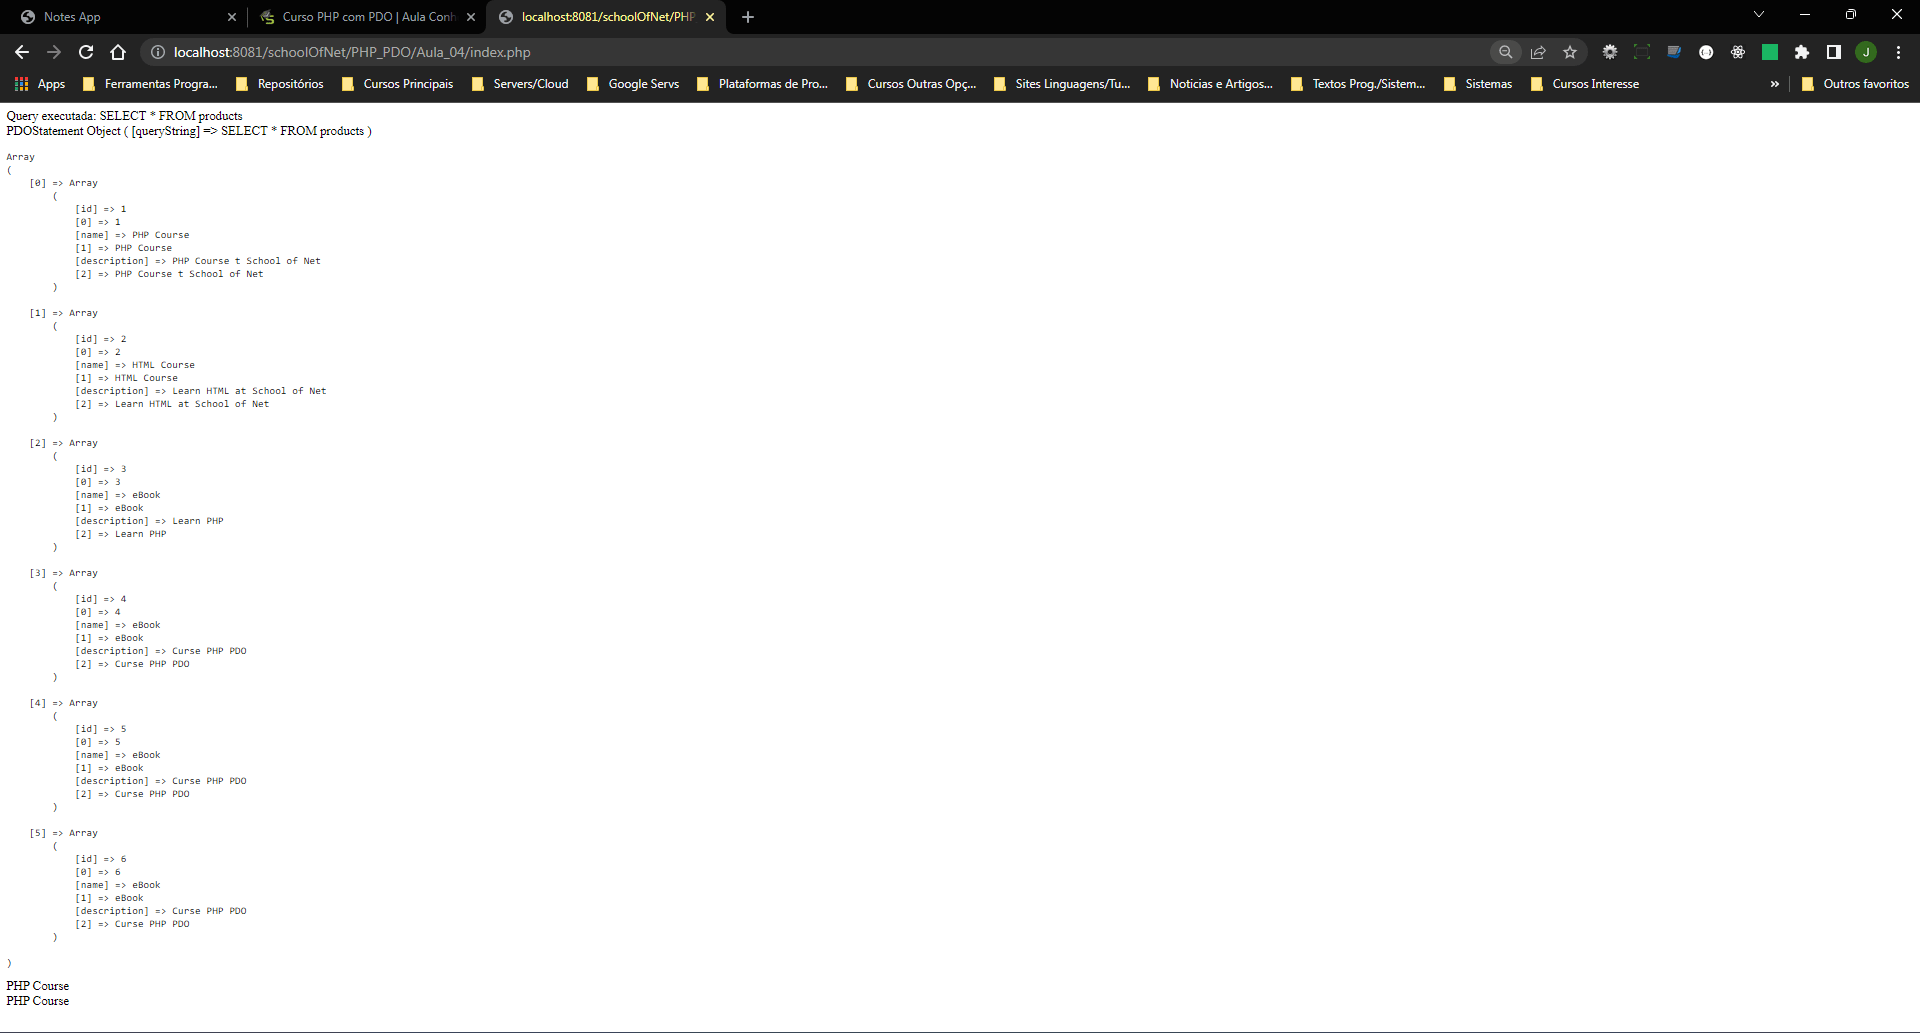 Notes App
Curso PHP com PDO | Aula Conh
localhost:8081/schoolOfNet/PHP
localhost:8081/schoolOfNet/PHP_PDO/Aula_04/index.php
J
Apps
Ferramentas Progra...
Repositórios
Cursos Principais
Servers/Cloud
Google Servs
Plataformas de Pro...
Cursos Outras Opç...
Sites Linguagens/Tu...
Noticias e Artigos...
Textos Prog./Sistem...
Sistemas
Cursos Interesse
»
Outros favoritos
Query executada: SELECT * FROM products
PDOStatement Object ( [queryString] => SELECT * FROM products )
Array
(
[0] => Array
(
[id] => 1
[0] => 1
[name] => PHP Course
[1] => PHP Course
[description] => PHP Course t School of Net
[2] => PHP Course t School of Net
)
[1] => Array
(
[id] => 2
[0] => 2
[name] => HTML Course
[1] => HTML Course
[description] => Learn HTML at School of Net
[2] => Learn HTML at School of Net
)
[2] => Array
(
[id] => 3
[0] => 3
[name] => eBook
[1] => eBook
[description] => Learn PHP
[2] => Learn PHP
)
[3] => Array
(
[id] => 4
[0] => 4
[name] => eBook
[1] => eBook
[description] => Curse PHP PDO
[2] => Curse PHP PDO
)
[4] => Array
(
[id] => 5
[0] => 5
[name] => eBook
[1] => eBook
[description] => Curse PHP PDO
[2] => Curse PHP PDO
)
[5] => Array
(
[id] => 6
[0] => 6
[name] => eBook
[1] => eBook
[description] => Curse PHP PDO
[2] => Curse PHP PDO
)
)
PHP Course
PHP Course